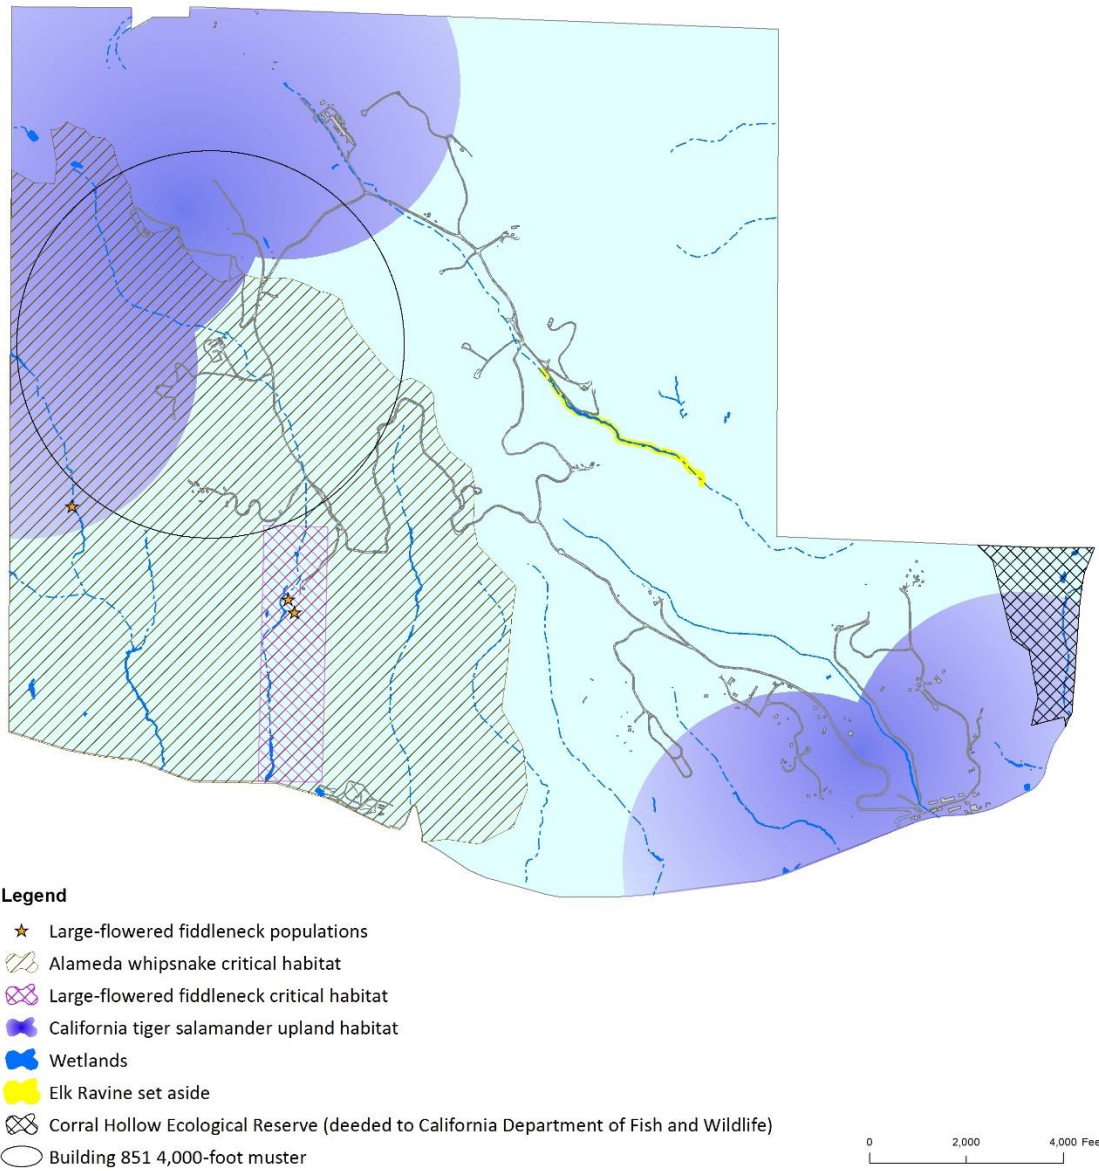 Legend
Large-flowered fiddleneck populations
Alameda whipsnake critical habitat
Large-flowered fiddleneck critical habitat
California tiger salamander upland habitat
Wetlands
Elk Ravine set aside
Corral Hollow Ecological Reserve (deeded to California Department of Fish and Wildlife)
Building 851 4,000-foot muster
0 2,000 4,000 Fee